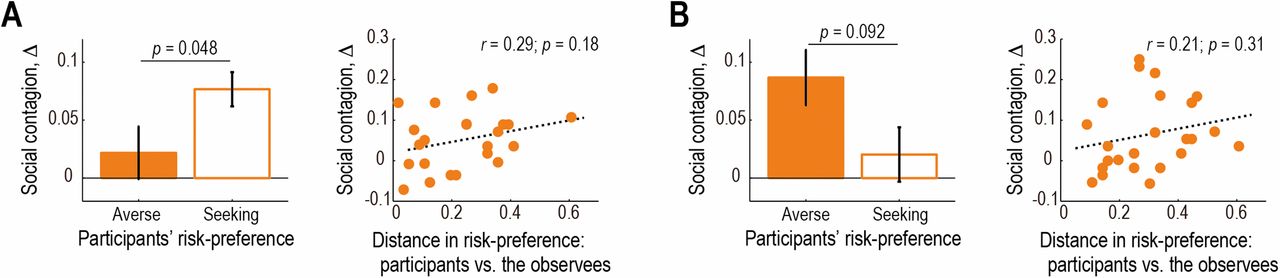 A
Social contagion, Δ
0.1
0.05
0
p = 0.048
Averse
Seeking
Participants' risk-preference
Social contagion, Δ
0.3
0.2
0.1
0
-0.1
r = 0.29; p = 0.18
0
0.2
0.4
0.6
Distance in risk-preference:
participants vs. the observees
B
Social contagion, Δ
0.1
0.05
0
p = 0.092
Averse
Seeking
Participants' risk-preference
Social contagion, Δ
0.3
0.2
0.1
0
-0.1
r = 0.21; p = 0.31
0
0.2
0.4
0.6
Distance in risk-preference:
participants vs. the observees